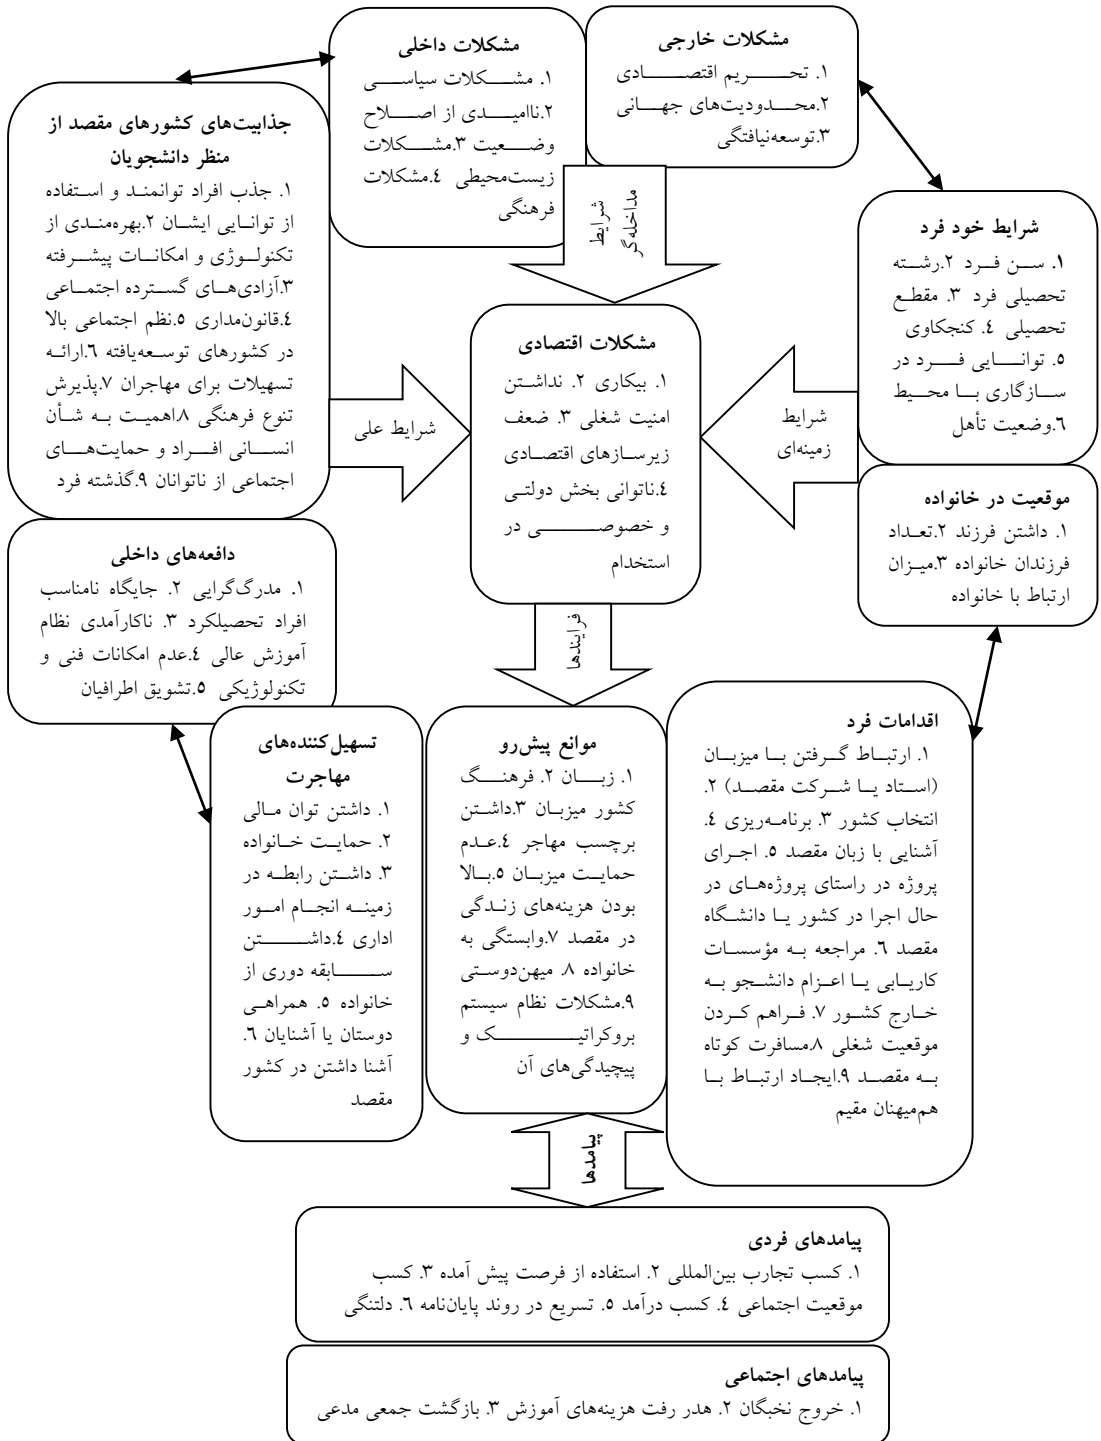 مشکلات خارجی
۱. تحریم اقتصادی
۲.محدودیت‌های جهانی
۳.توسعه‌نیافتگی
مشکلات داخلی
۱. مشکلات سیاسی
۲.ناامیدی از اصلاح
وضعیت ۳.مشکلات
زیست‌محیطی ٤.مشکلات
فرهنگی
شرایط
مداخله‌گر
جذابیت‌های کشورهای مقصد از
منظر دانشجویان
۱. جذب افراد توانمند و استفاده
از توانایی ایشان ۲.بهره‌مندی از
تکنولوژی و امکانات پیشرفته
۳.آزادی‌های گسترده اجتماعی
٤.قانون‌مداری ۵.نظم اجتماعی بالا
در کشورهای توسعه‌یافته ٦.ارائه
تسهیلات برای مهاجران ۷.پذیرش
تنوع فرهنگی ۸.اهمیت به شأن
انسانی افراد و حمایت‌های
اجتماعی از ناتوانان ۹.گذشته فرد
شرایط خود فرد
۱. سن فرد ۲.رشته
تحصیلی فرد ۳. مقطع
تحصیلی ٤. کنجکاوی
۵. توانایی فرد در
سازگاری با محیط
٦.وضعیت تأهل
مشکلات اقتصادی
۱. بیکاری ۲. نداشتن
امنیت شغلی ۳. ضعف
زیرسازهای اقتصادی
٤.ناتوانی بخش دولتی
و خصوصی در
استخدام
شرایط
زمینه‌ای
شرایط علی
موقعیت در خانواده
۱. داشتن فرزند ۲.تعداد
فرزندان خانواده ۳.میزان
ارتباط با خانواده
دافعه‌های داخلی
۱. مدرگ‌گرایی ۲. جایگاه نامناسب
افراد تحصیلکرد ۳. ناکارآمدی نظام
آموزش عالی ٤.عدم امکانات فنی و
تکنولوژیکی ۵.تشویق اطرافیان
فرایندها
اقدامات فرد
۱. ارتباط گرفتن با میزبان
(استاد یا شرکت مقصد) ۲.
انتخاب کشور ۳. برنامه‌ریزی ٤.
آشنایی با زبان مقصد ۵. اجرای
پروژه در راستای پروژه‌های در
حال اجرا در کشور یا دانشگاه
مقصد ٦. مراجعه به مؤسسات
کاریابی یا اعزام دانشجو به
خارج کشور ۷. فراهم کردن
موقعیت شغلی ۸.مسافرت کوتاه
به مقصد ۹.ایجاد ارتباط با
هم‌میهنان مقیم
موانع پیش‌رو
۱. زبان ۲. فرهنگ
کشور میزبان ۳.داشتن
برچسب مهاجر ٤.عدم
حمایت میزبان ۵.بالا
بودن هزینه‌های زندگی
در مقصد ۷.وابستگی به
خانواده ۸. میهن‌دوستی
۹.مشکلات نظام سیستم
بروکراتیک و
پیچیدگی‌های آن
تسهیل‌کننده‌های
مهاجرت
۱. داشتن توان مالی
۲. حمایت خانواده
۳. داشتن رابطه در
زمینه انجام امور
اداری ٤.داشتن
سابقه دوری از
خانواده ۵. همراهی
دوستان یا آشنایان ٦.
آشنا داشتن در کشور
مقصد
پیامدها
پیامدهای فردی
۱. کسب تجارب بین‌المللی ۲. استفاده از فرصت پیش آمده ۳. کسب
موقعیت اجتماعی ٤. کسب درآمد ۵. تسریع در روند پایان‌نامه ٦. دلتنگی
پیامدهای اجتماعی
۱. خروج نخبگان ۲. هدر رفت هزینه‌های آموزش ۳. بازگشت جمعی مدعی